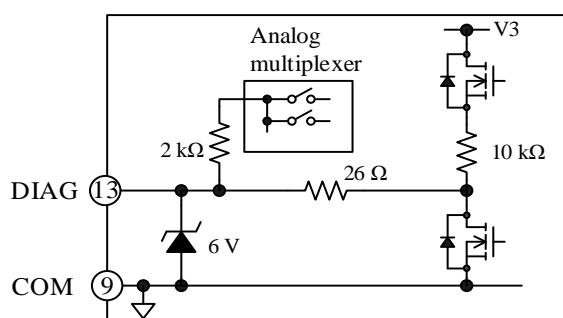 V3
Analog
multiplexer
2 kΩ
10 kΩ
26 Ω
DIAG 13
6 V
COM 9